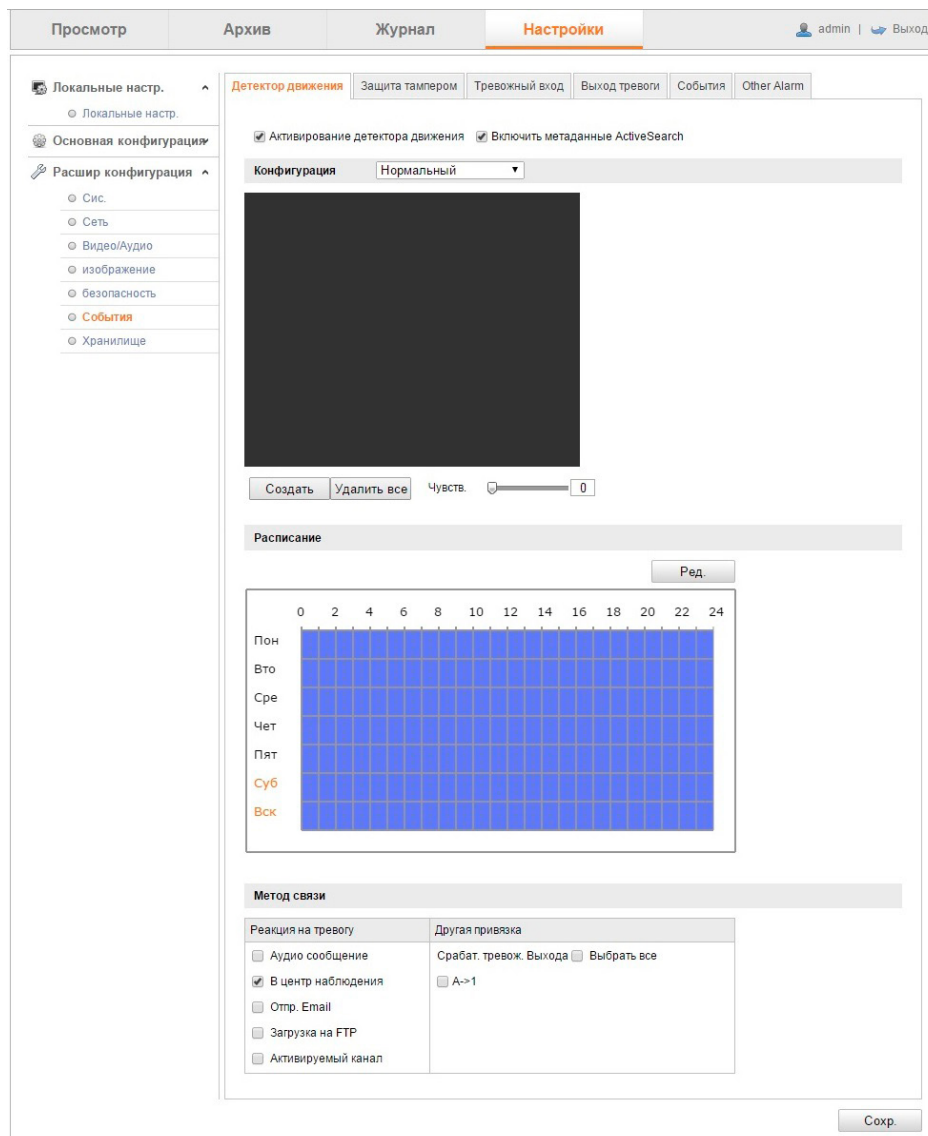 Просмотр Архив Журнал Настройки admin | Выход
Локальные настр.
Локальные настр.
Основная конфигурация
Расшир конфигурация
Сис.
Сеть
Видео/Аудио
изображение
безопасность
События
Хранилище
Детектор движения Защита тампером Тревожный вход Выход тревоги События Other Alarm
Активирование детектора движения Включить метаданные ActiveSearch
Конфигурация Нормальный
Создать Удалить все Чувств. 0
Расписание
Ред.
0 2 4 6 8 10 12 14 16 18 20 22 24
Пон
Вто
Сре
Чет
Пят
Суб
Вск
Метод связи
Реакция на тревогу Другая привязка
Аудио сообщение Срабат. тревож. Выхода Выбрать все
В центр наблюдения A->1
Отпр. Email
Загрузка на FTP
Активируемый канал
Сохр.